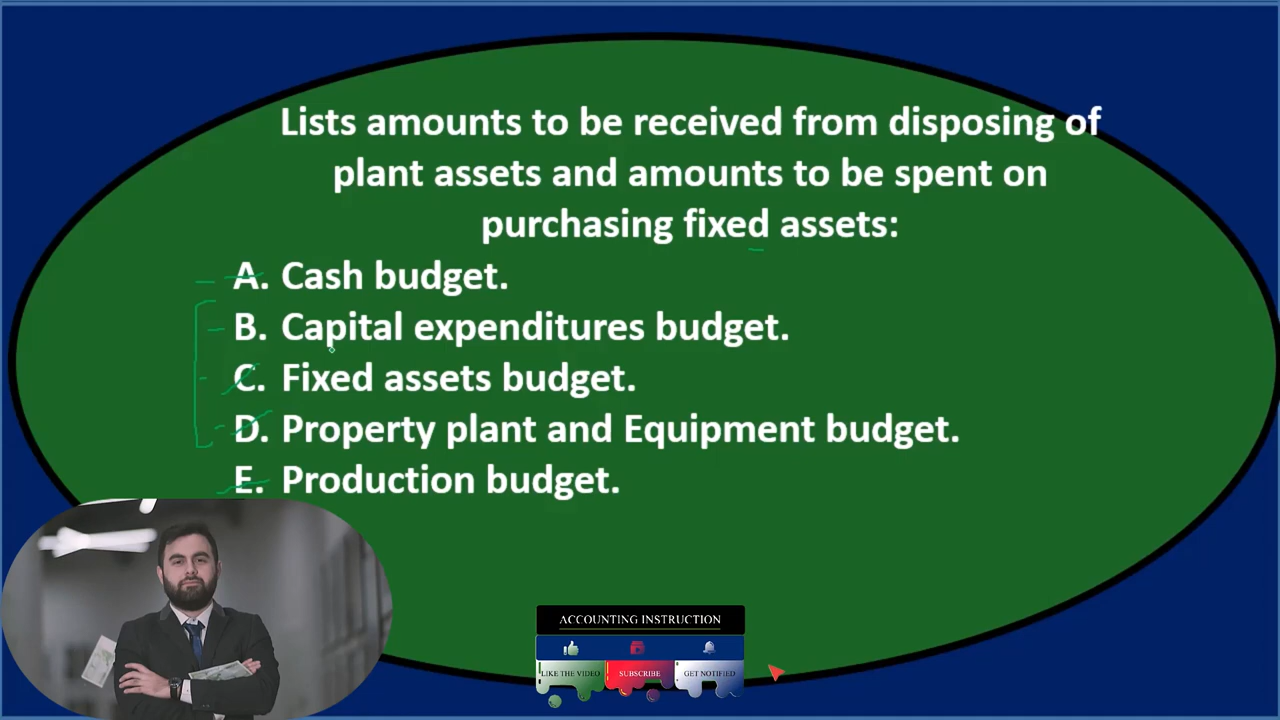 Lists amounts to be received from disposing of
plant assets and amounts to be spent on
purchasing fixed assets:
A. Cash budget.
B. Capital expenditures budget.
C. Fixed assets budget.
D. Property plant and Equipment budget.
E. Production budget.
ACCOUNTING INSTRUCTION
LIKE THE VIDEO SUBSCRIBE GET NOTIFIED